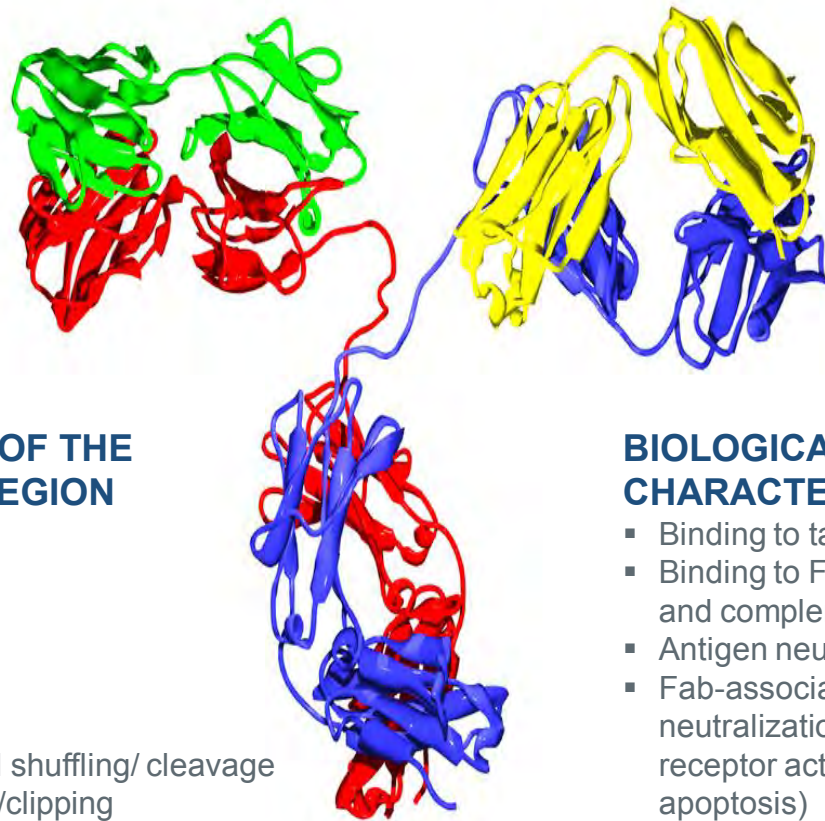 OF THE
EGION
shuffling/ cleavage
/clipping
BIOLOGICA
CHARACTE
▪ Binding to ta
▪ Binding to F
and comple
▪ Antigen neu
▪ Fab-associa
neutralizatio
receptor act
apoptosis)